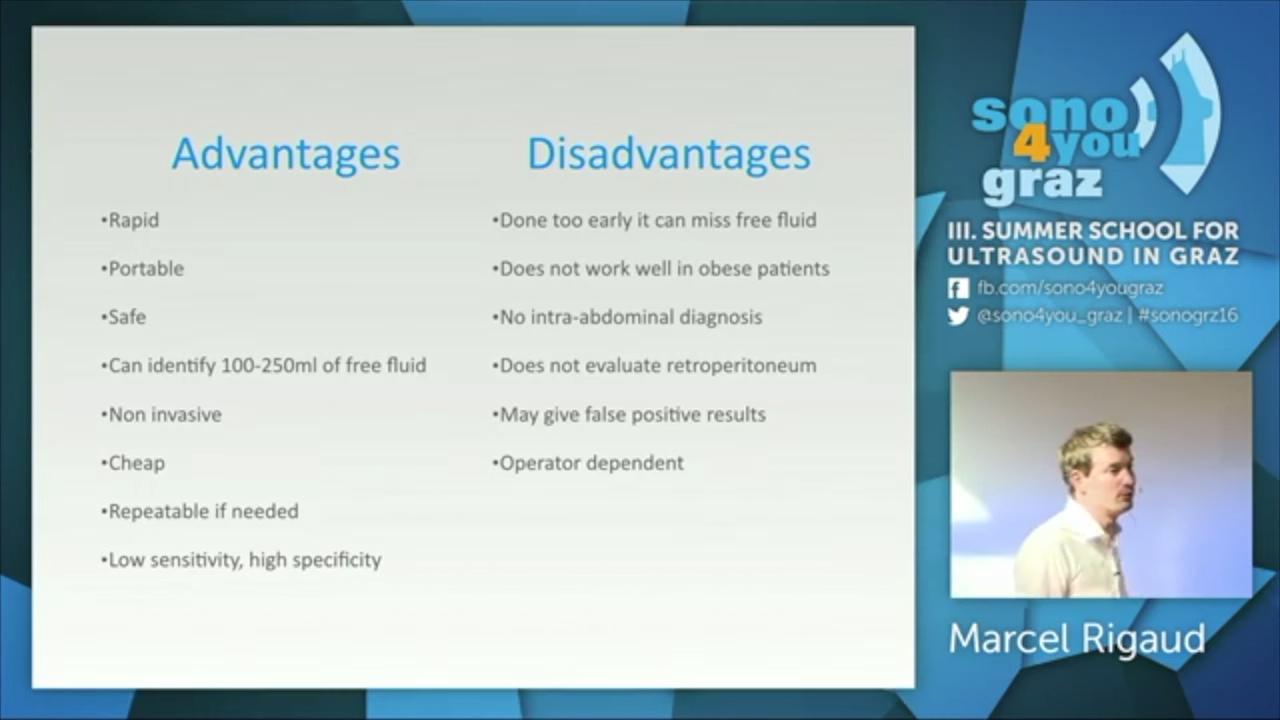 Advantages
•Rapid
•Portable
•Safe
•Can identify 100-250ml of free fluid
•Non invasive
•Cheap
•Repeatable if needed
•Low sensitivity, high specificity
Disadvantages
•Done too early it can miss free fluid
•Does not work well in obese patients
•No intra-abdominal diagnosis
•Does not evaluate retroperitoneum
•May give false positive results
•Operator dependent
sono
4you
graz
III. SUMMER SCHOOL FOR
ULTRASOUND IN GRAZ
fb.com/sono4yougraz
@sono4you_graz | #sonogrz16
Marcel Rigaud